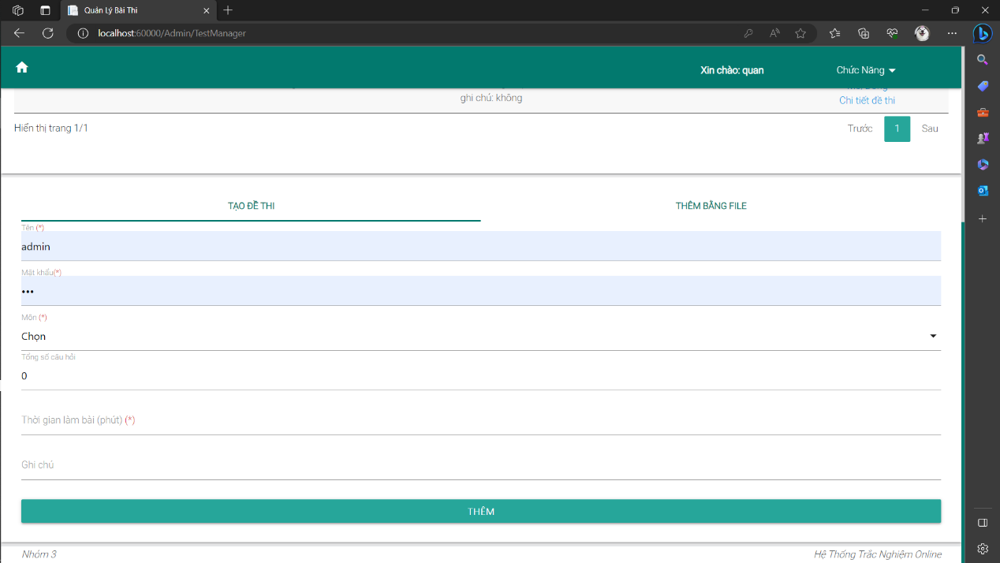 Quản Lý Bài Thi
localhost:60000/Admin/TestManager
Xin chào: quan
Chức Năng
ghi chú: không
Chi tiết đề thi
Hiển thị trang 1/1
Trước
1
Sau
TẠO ĐỀ THI
THÊM BẰNG FILE
Tên (*)
admin
Mật khẩu(*)
•••
Môn (*)
Chọn
Tổng số câu hỏi
0
Thời gian làm bài (phút) (*)
Ghi chú
THÊM
Nhóm 3
Hệ Thống Trắc Nghiệm Online